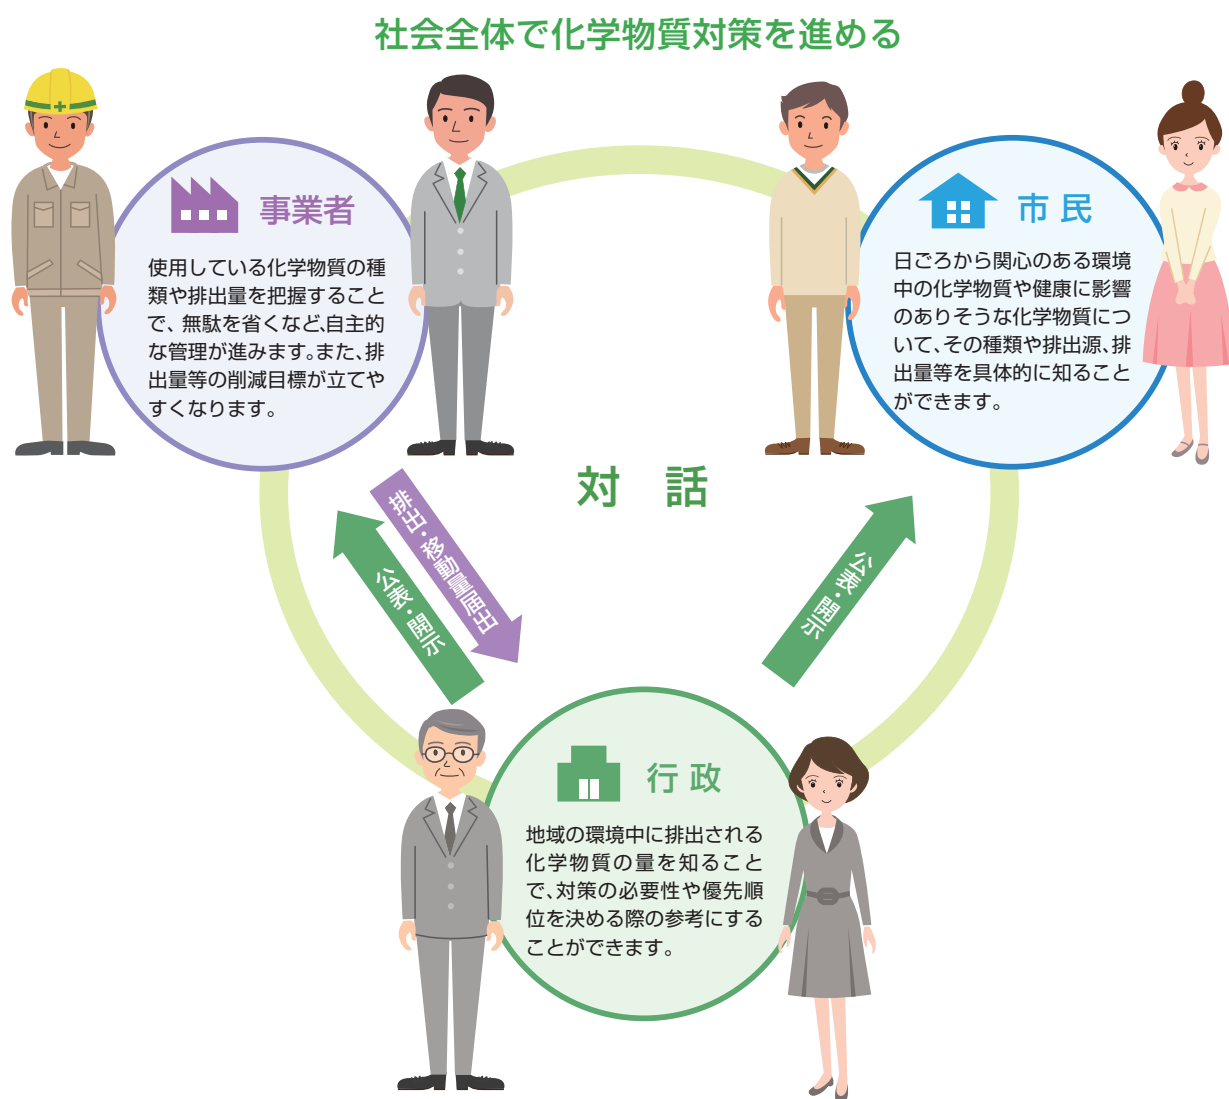 社会全体で化学物質対策を進める
事業者
使用している化学物質の種
類や排出量を把握すること
で、無駄を省くなど、自主的
な管理が進みます。また、排
出量等の削減目標が立てや
すくなります。
市民
日ごろから関心のある環境
中の化学物質や健康に影響
のありそうな化学物質につ
いて、その種類や排出源、排
出量等を具体的に知ること
ができます。
対話
排出・移動量届出
公表・開示
公表・開示
行政
地域の環境中に排出される
化学物質の量を知ること
で、対策の必要性や優先順
位を決める際の参考にする
ことができます。